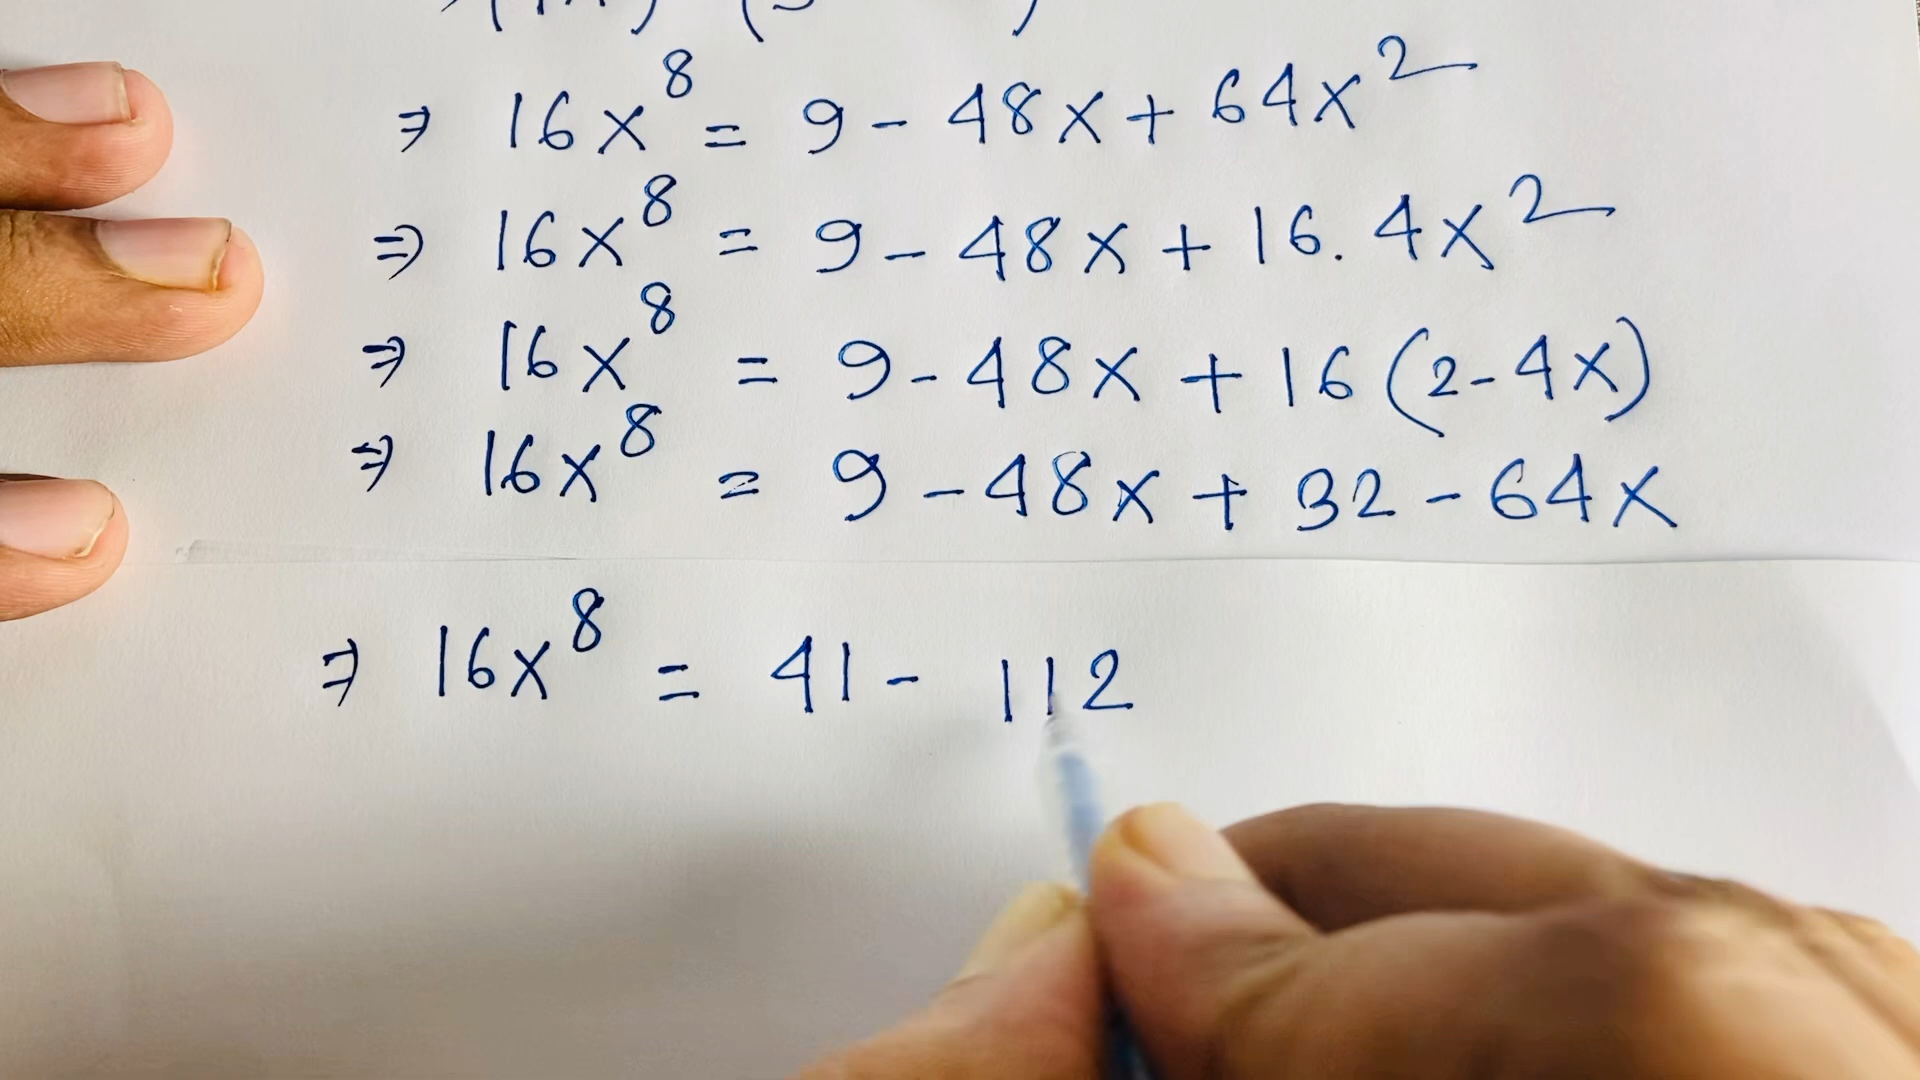 ⇒ 16x⁸ = 9 - 48x + 64x²
⇒ 16x⁸ = 9 - 48x + 16.4x²
⇒ 16x⁸ = 9 - 48x + 16(2-4x)
⇒ 16x⁸ = 9 - 48x + 32 - 64x
⇒ 16x⁸ = 41 - 112